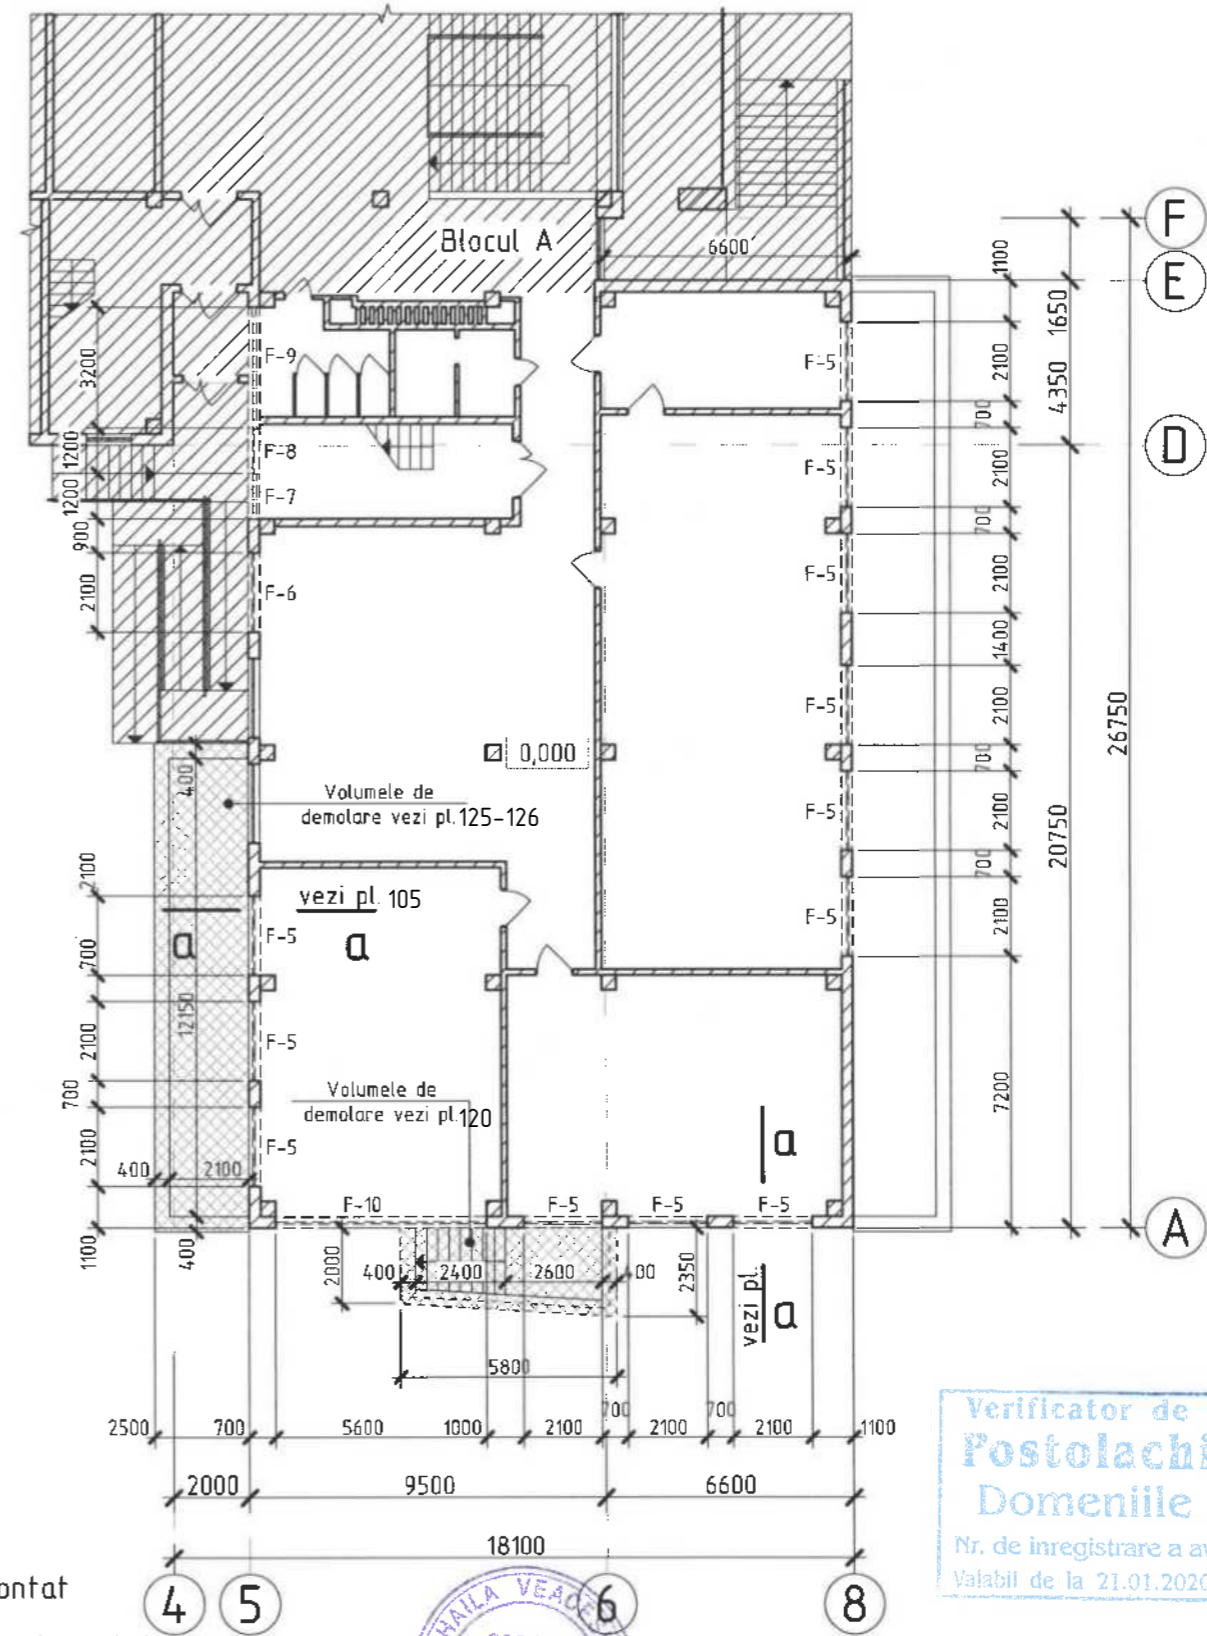 Blocul A
6600
F
E
D
A
1100
1650
4350
2100
700
2100
700
2100
1400
2100
700
2100
700
2100
7200
20750
26750
F-5
F-5
F-5
F-5
F-5
F-5
3200
1200
1200
900
2100
F-9
F-8
F-7
F-6
0,000
400
Volumele de
demolare vezi pl.125-126
vezi pl. 105
a
a
2100
700
2100
700
2100
1100
12150
F-5
F-5
F-5
400
2100
400
Volumele de
demolare vezi pl.120
a
F-10
F-5
F-5
F-5
2000
400
2400
2600
2350
vezi pl.
a
5800
2500
700
5600
1000
2100
700
2100
700
2100
1100
2000
9500
6600
18100
4
5
6
8
ontat
HAILA VEAC
Verificator de
Postolachi
Domeniile
Nr. de inregistrare a av
Valabil de la 21.01.2020